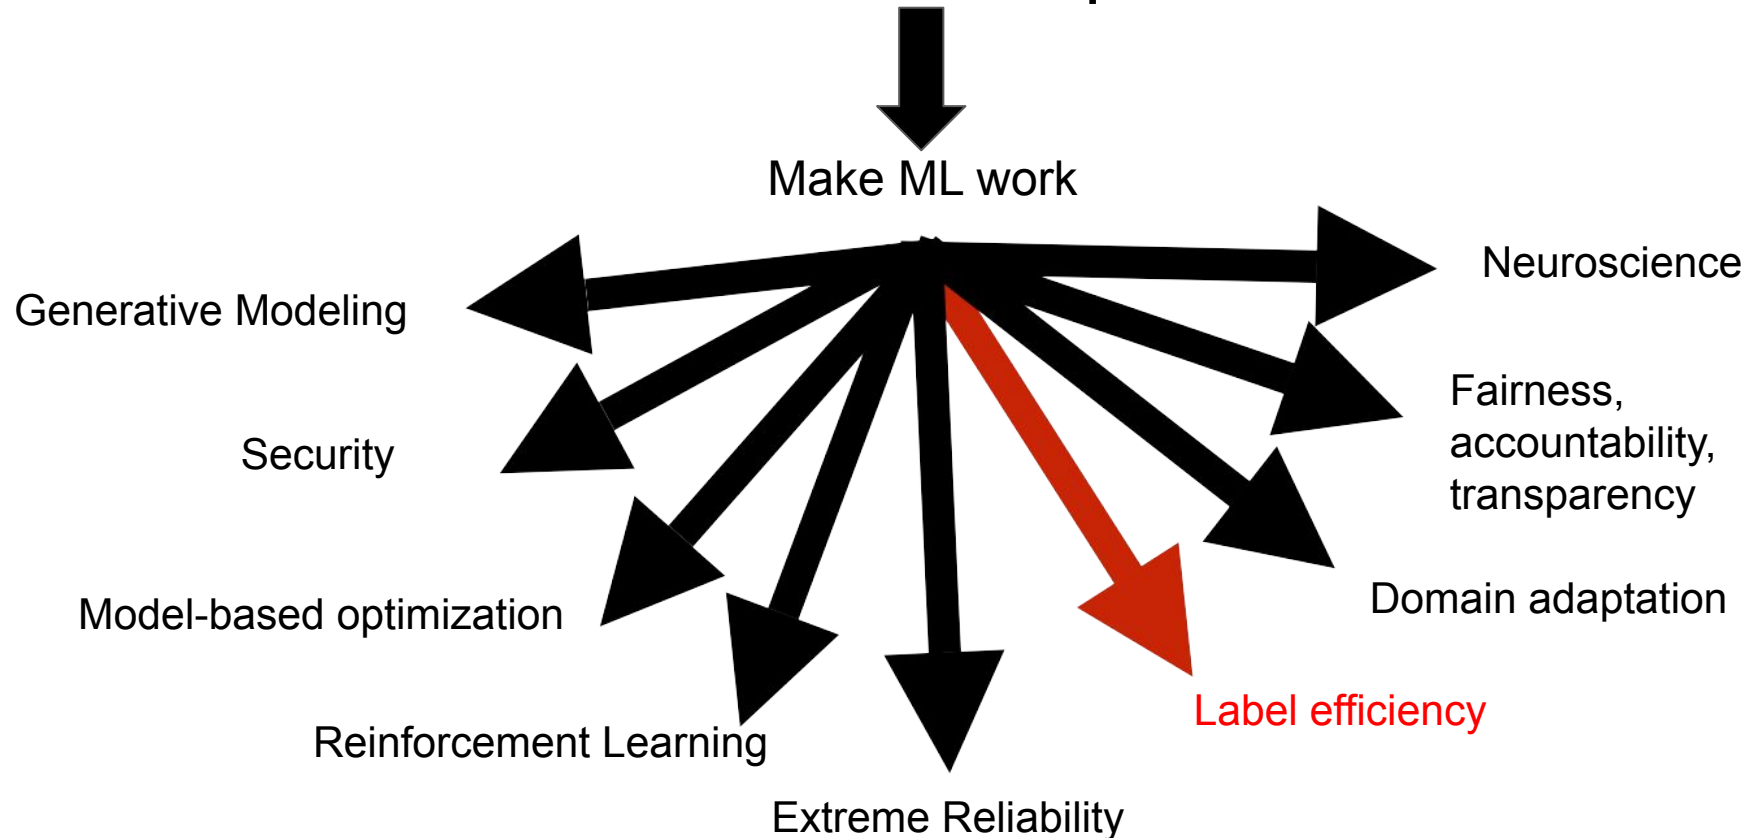 Make ML work
Generative Modeling
Neuroscience
Security
Fairness,
accountability,
transparency
Model-based optimization
Domain adaptation
Reinforcement Learning
Label efficiency
Extreme Reliability